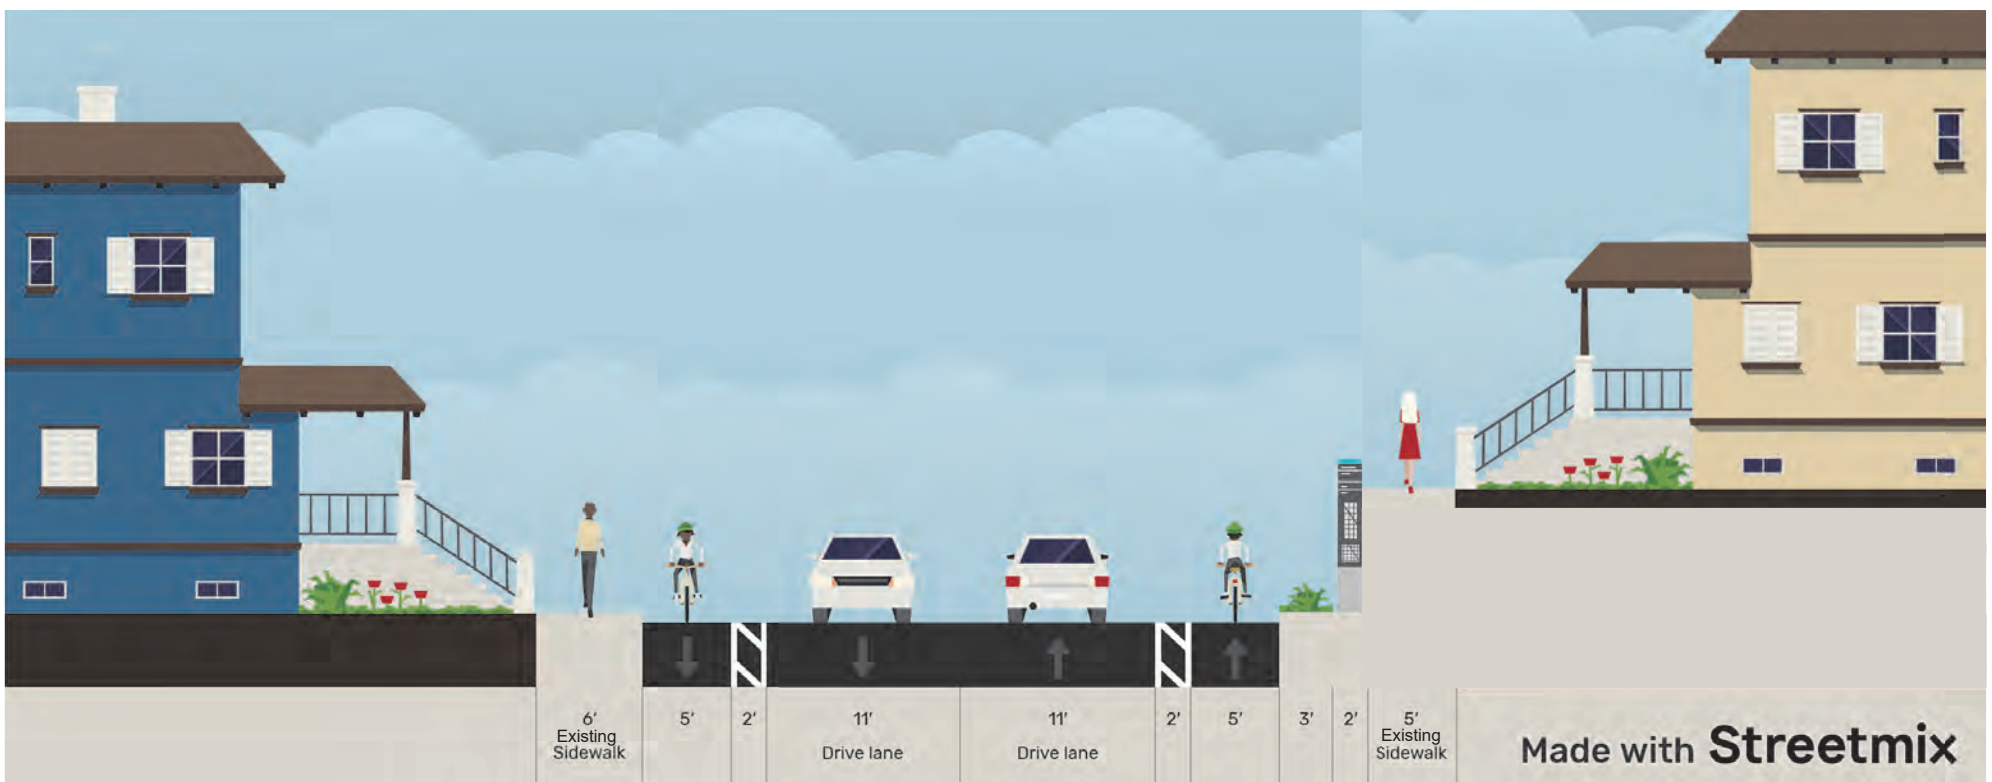 6′
Existing
Sidewalk
5′
2′
11′
Drive lane
11′
Drive lane
2′
5′
3′
2′
5′
Existing
Sidewalk
Made with Streetmix